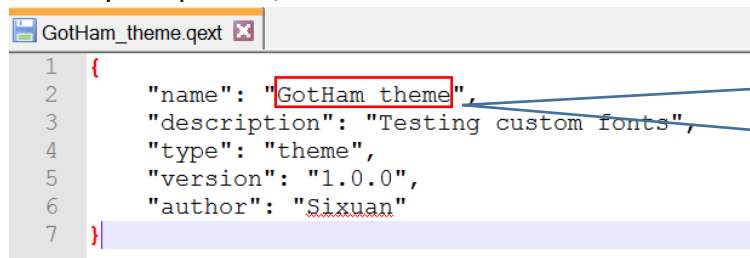 GotHam_theme.qext
1 {
2 "name": "GotHam theme",
3 "description": "Testing custom fonts",
4 "type": "theme",
5 "version": "1.0.0",
6 "author": "Sixuan"
7 }